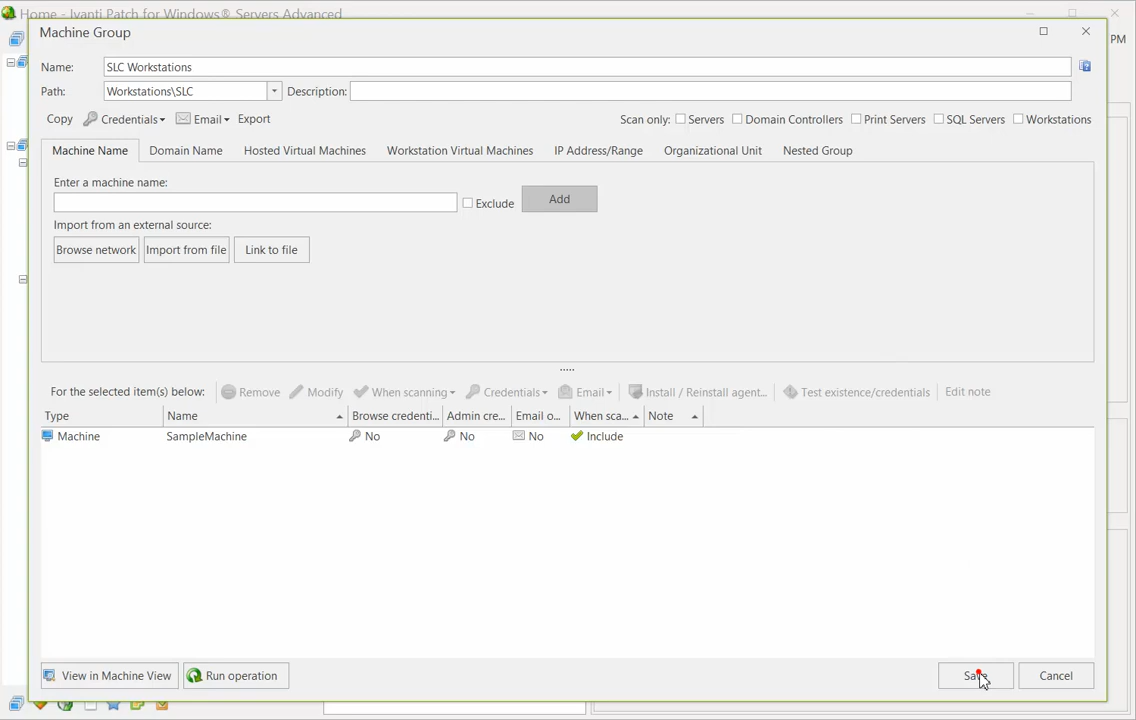 Home - Ivanti Patch for Windows® Servers Advanced
PM
Machine Group
Name: SLC Workstations
Path: Workstations\SLC Description:
Copy Credentials Email Export Scan only: Servers Domain Controllers Print Servers SQL Servers Workstations
Machine Name Domain Name Hosted Virtual Machines Workstation Virtual Machines IP Address/Range Organizational Unit Nested Group
Enter a machine name:
Exclude Add
Import from an external source:
Browse network Import from file Link to file
For the selected item(s) below: Remove Modify When scanning Credentials Email Install / Reinstall agent... Test existence/credentials Edit note
Type Name Browse credenti... Admin cre... Email o... When sca... Note
Machine SampleMachine No No No Include
View in Machine View Run operation Save Cancel